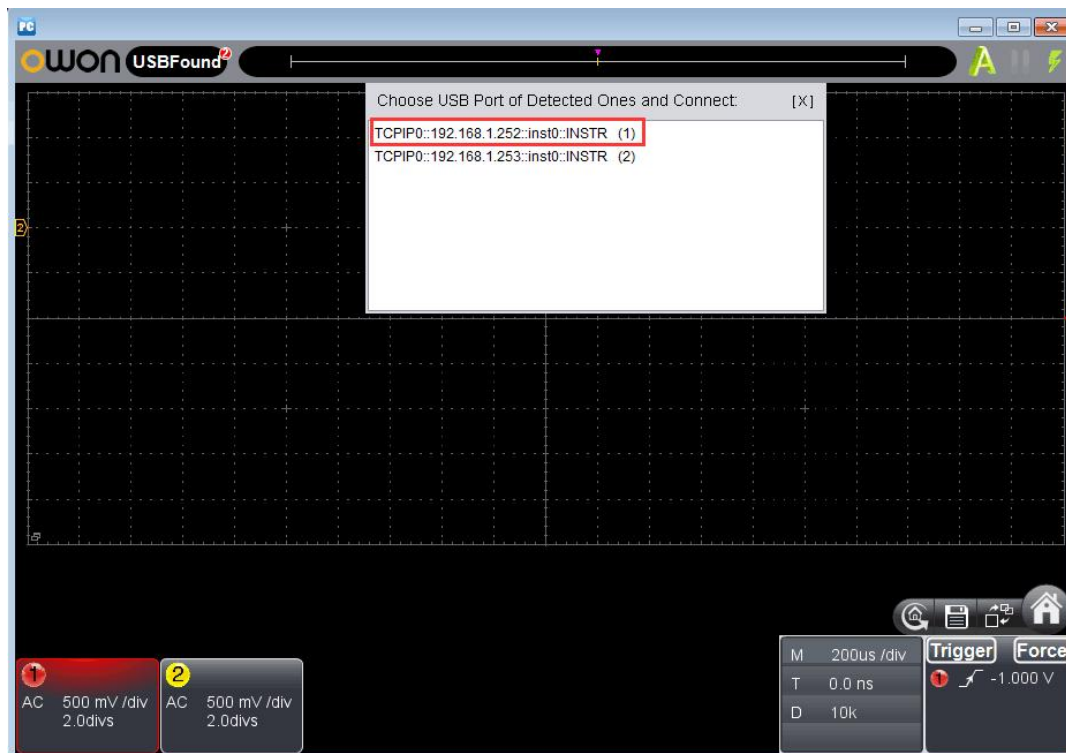 PC
OWON USBFound 2
A
Choose USB Port of Detected Ones and Connect: [X]
TCPIP0::192.168.1.252::inst0::INSTR (1)
TCPIP0::192.168.1.253::inst0::INSTR (2)
2
Trigger Force
M 200us /div
1 -1.000 V
T 0.0 ns
D 10k
1
AC 500 mV /div
2.0divs
2
AC 500 mV /div
2.0divs